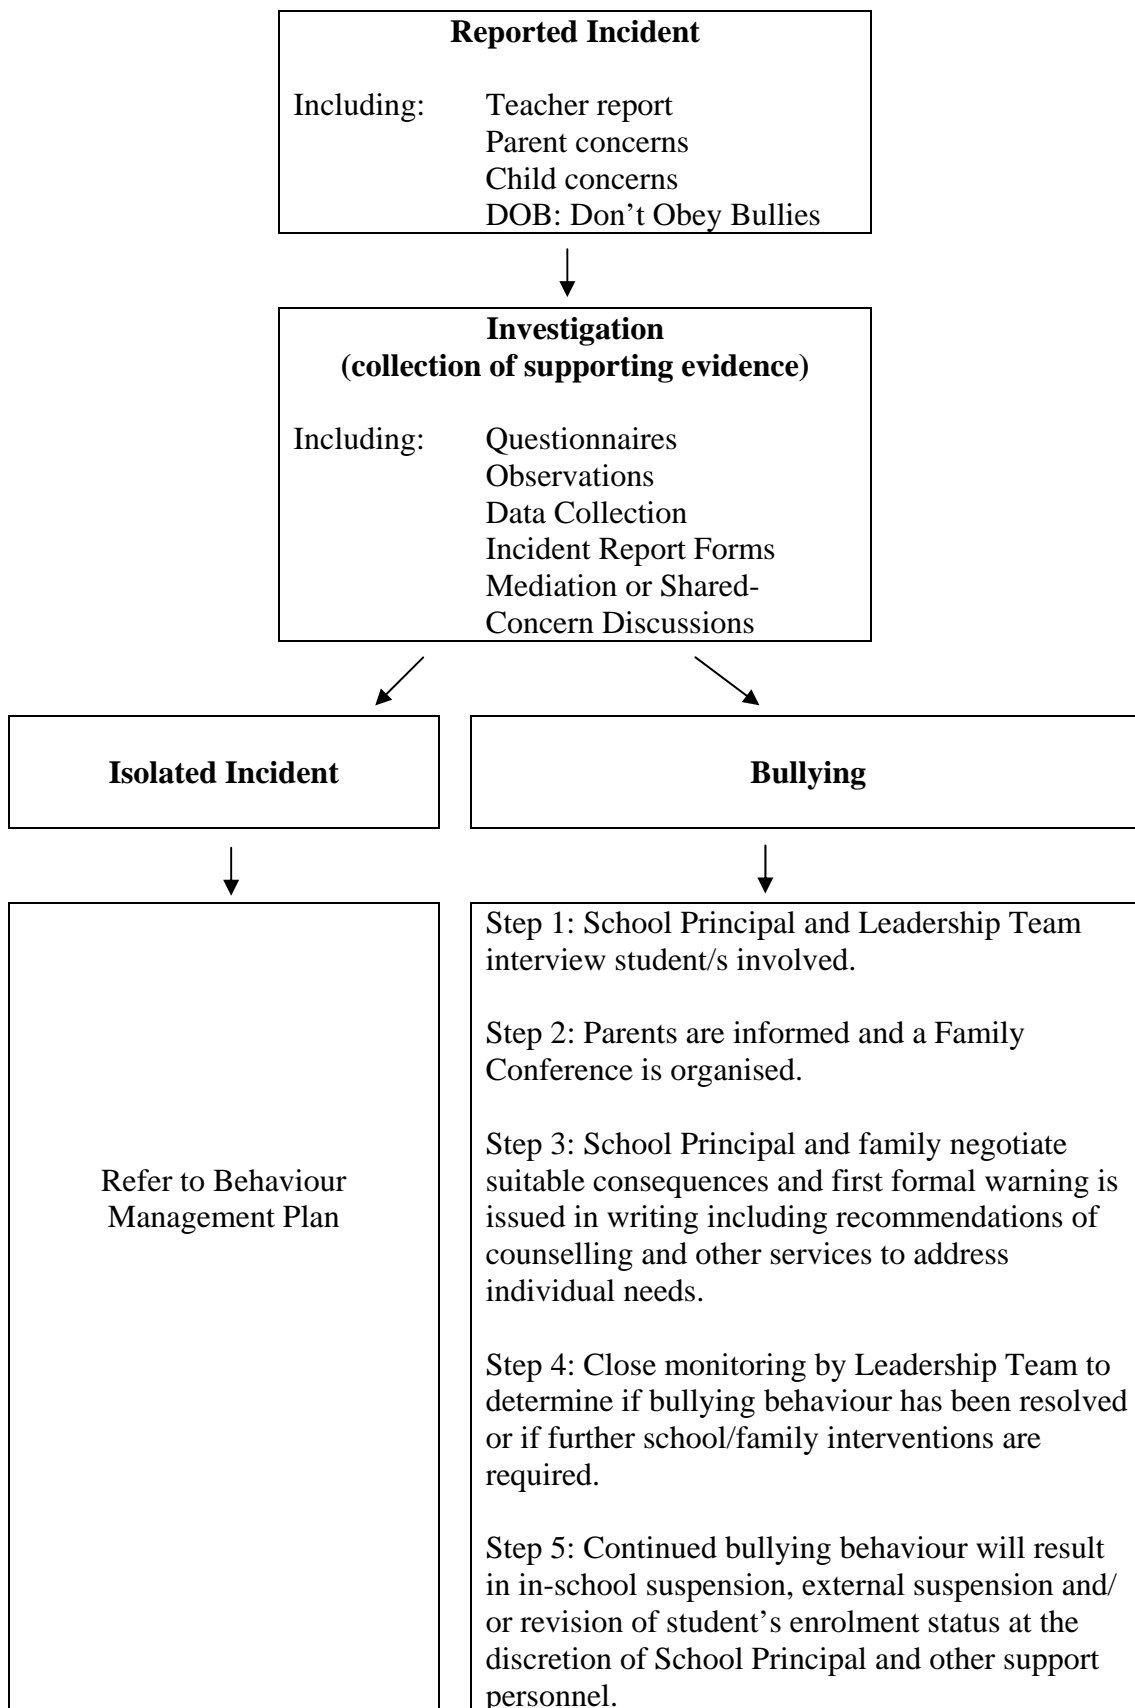 Reported Incident
Including: Teacher report
Parent concerns
Child concerns
DOB: Don’t Obey Bullies
Investigation
(collection of supporting evidence)
Including: Questionnaires
Observations
Data Collection
Incident Report Forms
Mediation or Shared-
Concern Discussions
Isolated Incident
Bullying
Refer to Behaviour
Management Plan
Step 1: School Principal and Leadership Team
interview student/s involved.
Step 2: Parents are informed and a Family
Conference is organised.
Step 3: School Principal and family negotiate
suitable consequences and first formal warning is
issued in writing including recommendations of
counselling and other services to address
individual needs.
Step 4: Close monitoring by Leadership Team to
determine if bullying behaviour has been resolved
or if further school/family interventions are
required.
Step 5: Continued bullying behaviour will result
in in-school suspension, external suspension and/
or revision of student’s enrolment status at the
discretion of School Principal and other support
personnel.